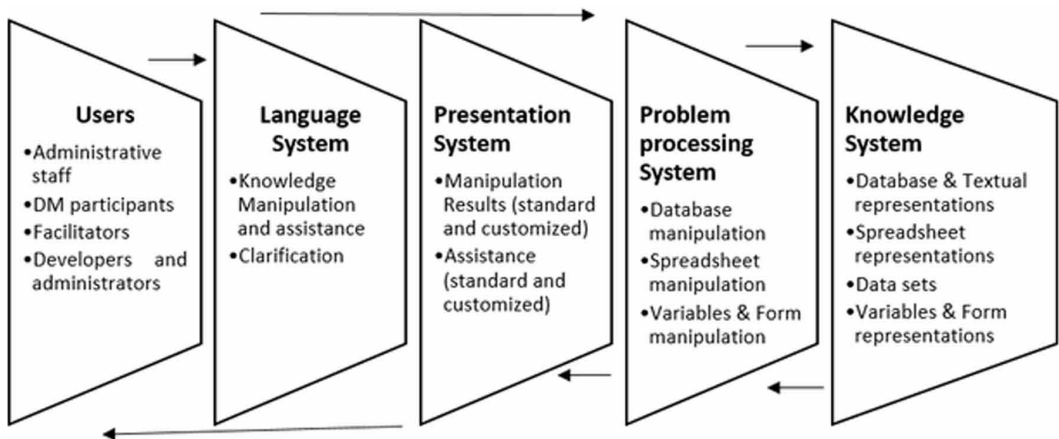 Users
•Administrative
staff
•DM participants
•Facilitators
•Developers and
administrators
Language
System
•Knowledge
Manipulation
and assistance
•Clarification
Presentation
System
•Manipulation
Results (standard
and customized)
•Assistance
(standard and
customized)
Problem
processing
System
•Database
manipulation
•Spreadsheet
manipulation
•Variables & Form
manipulation
Knowledge
System
•Database & Textual
representations
•Spreadsheet
representations
•Data sets
•Variables & Form
representations